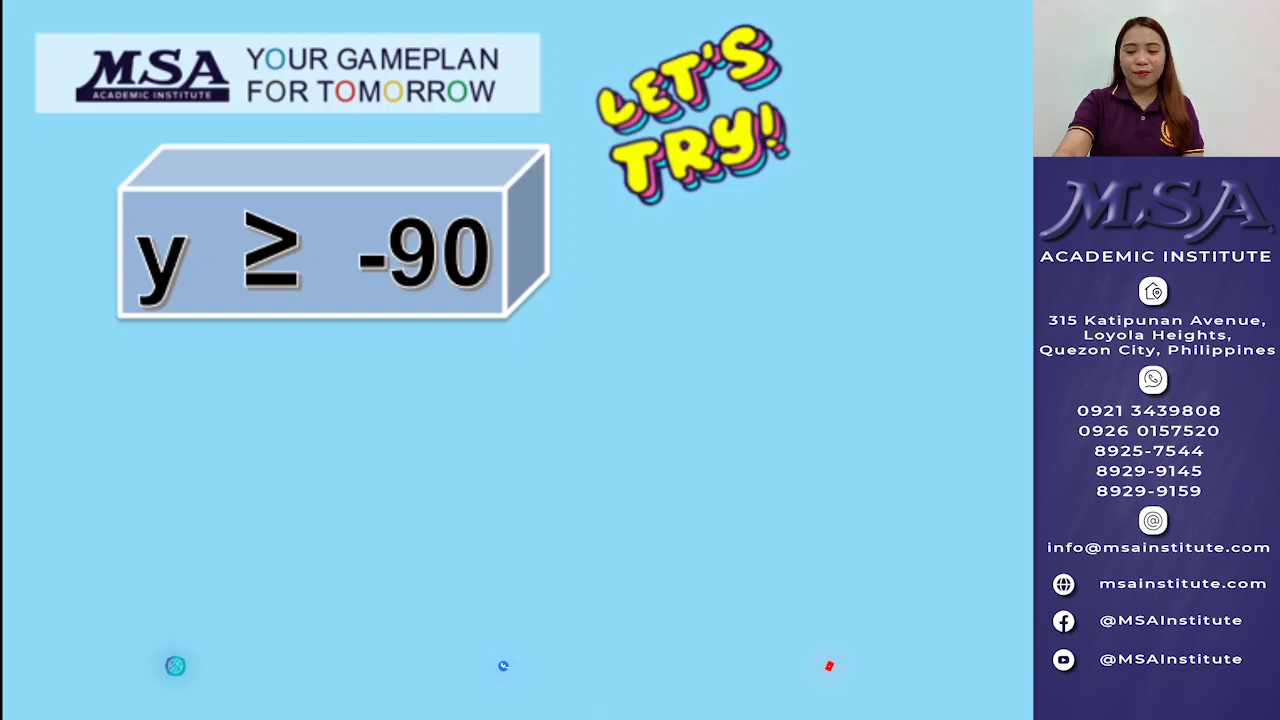 MSA
ACADEMIC INSTITUTE
YOUR GAMEPLAN
FOR TOMORROW
LET'S
TRY!
y ≥ -90
MSA
ACADEMIC INSTITUTE
315 Katipunan Avenue,
Loyola Heights,
Quezon City, Philippines
0921 3439808
0926 0157520
8925-7544
8929-9145
8929-9159
info@msainstitute.com
msainstitute.com
@MSAInstitute
@MSAInstitute